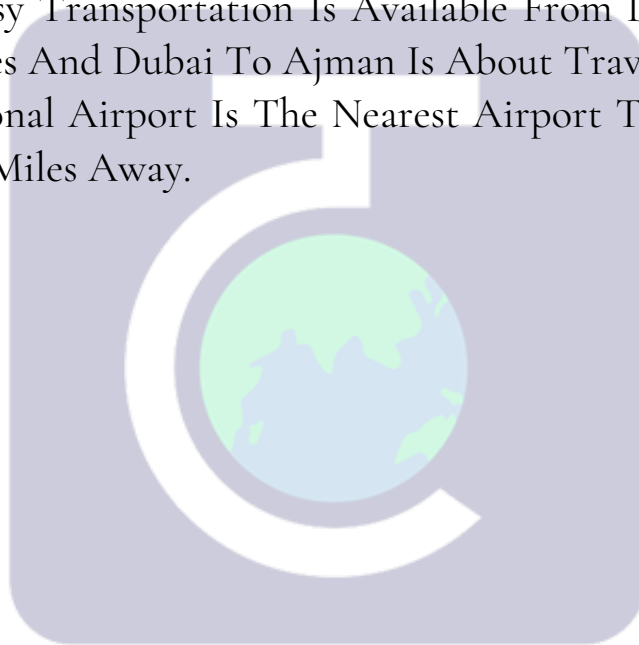 Transportation Is Available From
And Dubai To Ajman Is About
Airport Is The Nearest Airport
Miles Away.